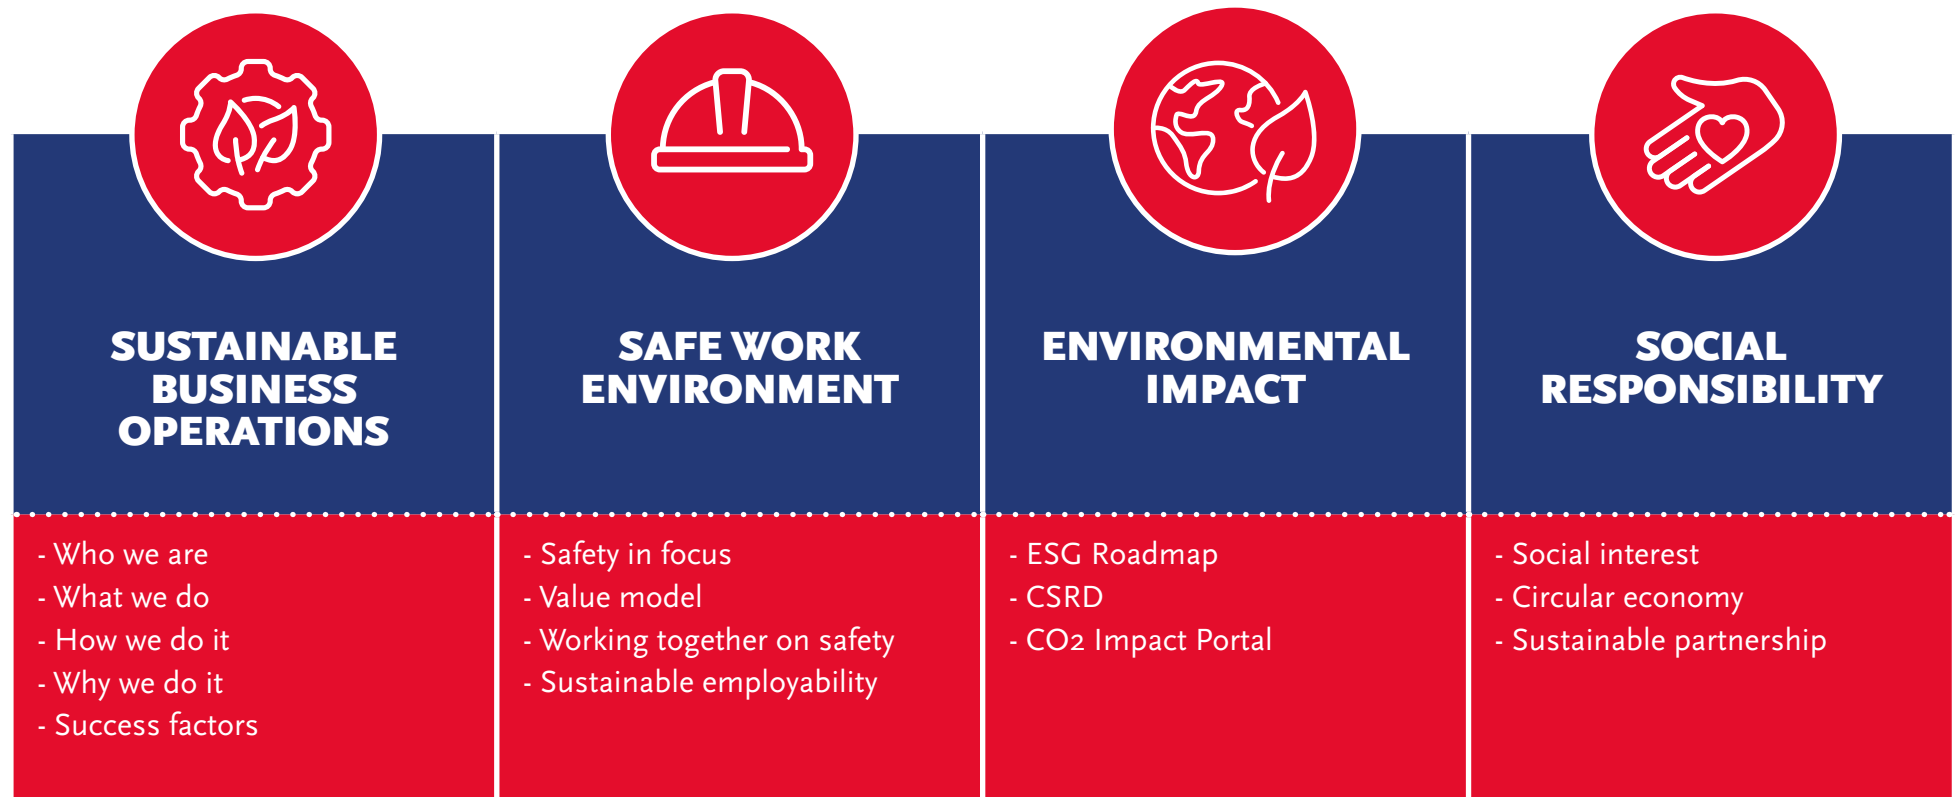 SUSTAINABLE
BUSINESS
OPERATIONS
- Who we are
- What we do
- How we do it
- Why we do it
- Success factors
SAFE WORK
ENVIRONMENT
- Safety in focus
- Value model
- Working together on safety
- Sustainable employability
ENVIRONMENTAL
IMPACT
- ESG Roadmap
- CSRD
- CO2 Impact Portal
SOCIAL
RESPONSIBILITY
- Social interest
- Circular economy
- Sustainable partnership